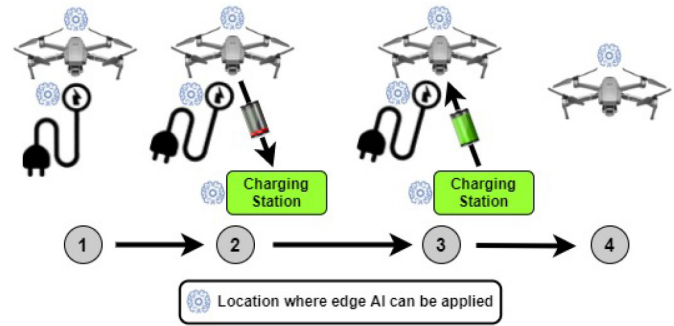 Charging
Station
Charging
Station
1
2
3
4
Location where edge AI can be applied